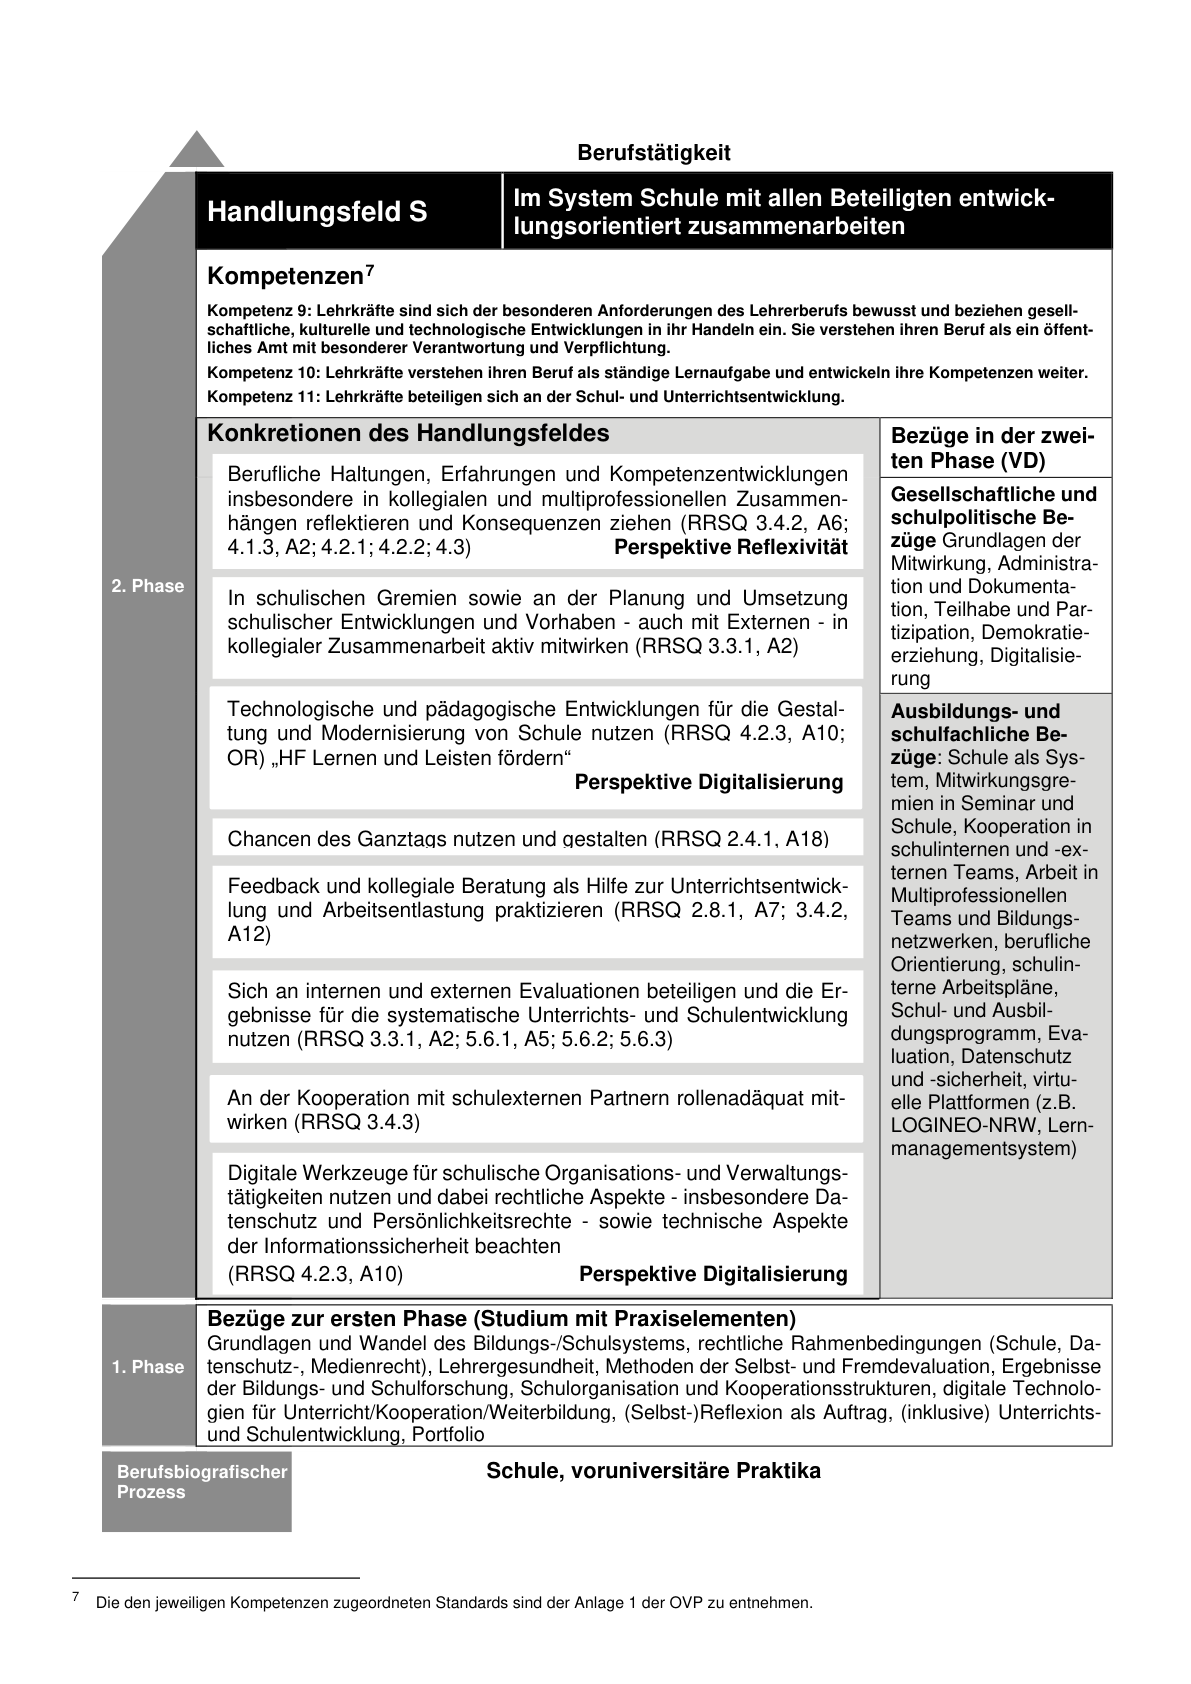 Berufstätigkeit
Handlungsfeld S
Im System Schule mit allen Beteiligten entwick-
lungsorientiert zusammenarbeiten
Kompetenzen7
Kompetenz 9: Lehrkräfte sind sich der besonderen Anforderungen des Lehrerberufs bewusst und beziehen gesell-
schaftliche, kulturelle und technologische Entwicklungen in ihr Handeln ein. Sie verstehen ihren Beruf als ein öffent-
liches Amt mit besonderer Verantwortung und Verpflichtung.
Kompetenz 10: Lehrkräfte verstehen ihren Beruf als ständige Lernaufgabe und entwickeln ihre Kompetenzen weiter.
Kompetenz 11: Lehrkräfte beteiligen sich an der Schul- und Unterrichtsentwicklung.
2. Phase
Konkretionen des Handlungsfeldes
Berufliche Haltungen, Erfahrungen und Kompetenzentwicklungen
insbesondere in kollegialen und multiprofessionellen Zusammen-
hängen reflektieren und Konsequenzen ziehen (RRSQ 3.4.2, A6;
4.1.3, A2; 4.2.1; 4.2.2; 4.3) Perspektive Reflexivität
In schulischen Gremien sowie an der Planung und Umsetzung
schulischer Entwicklungen und Vorhaben - auch mit Externen - in
kollegialer Zusammenarbeit aktiv mitwirken (RRSQ 3.3.1, A2)
Technologische und pädagogische Entwicklungen für die Gestal-
tung und Modernisierung von Schule nutzen (RRSQ 4.2.3, A10;
OR) „HF Lernen und Leisten fördern“
Perspektive Digitalisierung
Chancen des Ganztags nutzen und gestalten (RRSQ 2.4.1, A18)
Feedback und kollegiale Beratung als Hilfe zur Unterrichtsentwick-
lung und Arbeitsentlastung praktizieren (RRSQ 2.8.1, A7; 3.4.2,
A12)
Sich an internen und externen Evaluationen beteiligen und die Er-
gebnisse für die systematische Unterrichts- und Schulentwicklung
nutzen (RRSQ 3.3.1, A2; 5.6.1, A5; 5.6.2; 5.6.3)
An der Kooperation mit schulexternen Partnern rollenadäquat mit-
wirken (RRSQ 3.4.3)
Digitale Werkzeuge für schulische Organisations- und Verwaltungs-
tätigkeiten nutzen und dabei rechtliche Aspekte - insbesondere Da-
tenschutz und Persönlichkeitsrechte - sowie technische Aspekte
der Informationssicherheit beachten
(RRSQ 4.2.3, A10) Perspektive Digitalisierung
Bezüge in der zwei-
ten Phase (VD)
Gesellschaftliche und
schulpolitische Be-
züge Grundlagen der
Mitwirkung, Administra-
tion und Dokumenta-
tion, Teilhabe und Par-
tizipation, Demokratie-
erziehung, Digitalisie-
rung
Ausbildungs- und
schulfachliche Be-
züge: Schule als Sys-
tem, Mitwirkungsgre-
mien in Seminar und
Schule, Kooperation in
schulinternen und -ex-
ternen Teams, Arbeit in
Multiprofessionellen
Teams und Bildungs-
netzwerken, berufliche
Orientierung, schulin-
terne Arbeitspläne,
Schul- und Ausbil-
dungsprogramm, Eva-
luation, Datenschutz
und -sicherheit, virtu-
elle Plattformen (z.B.
LOGINEO-NRW, Lern-
managementsystem)
1. Phase
Bezüge zur ersten Phase (Studium mit Praxiselementen)
Grundlagen und Wandel des Bildungs-/Schulsystems, rechtliche Rahmenbedingungen (Schule, Da-
tenschutz-, Medienrecht), Lehrergesundheit, Methoden der Selbst- und Fremdevaluation, Ergebnisse
der Bildungs- und Schulforschung, Schulorganisation und Kooperationsstrukturen, digitale Technolo-
gien für Unterricht/Kooperation/Weiterbildung, (Selbst-)Reflexion als Auftrag, (inklusive) Unterrichts-
und Schulentwicklung, Portfolio
Berufsbiografischer
Prozess
Schule, voruniversitäre Praktika
7 Die den jeweiligen Kompetenzen zugeordneten Standards sind der Anlage 1 der OVP zu entnehmen.